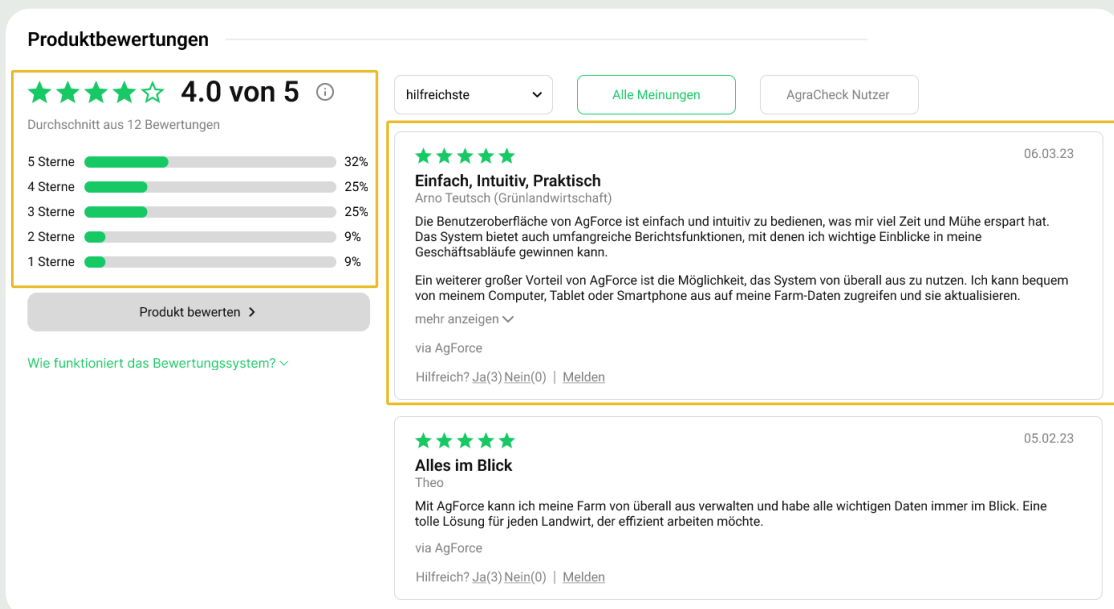 Produktbewertungen
4.0 von 5
Durchschnitt aus 12 Bewertungen
5 Sterne 32%
4 Sterne 25%
3 Sterne 25%
2 Sterne 9%
1 Sterne 9%
Produkt bewerten
Wie funktioniert das Bewertungssystem?
hilfreichste
Alle Meinungen
AgraCheck Nutzer
06.03.23
Einfach, Intuitiv, Praktisch
Arno Teutsch (Grünlandwirtschaft)
Die Benutzeroberfläche von AgForce ist einfach und intuitiv zu bedienen, was mir viel Zeit und Mühe erspart hat.
Das System bietet auch umfangreiche Berichtsfunktionen, mit denen ich wichtige Einblicke in meine
Geschäftsabläufe gewinnen kann.
Ein weiterer großer Vorteil von AgForce ist die Möglichkeit, das System von überall aus zu nutzen. Ich kann bequem
von meinem Computer, Tablet oder Smartphone aus auf meine Farm-Daten zugreifen und sie aktualisieren.
mehr anzeigen
via AgForce
Hilfreich? Ja(3) Nein(0) | Melden
05.02.23
Alles im Blick
Theo
Mit AgForce kann ich meine Farm von überall aus verwalten und habe alle wichtigen Daten immer im Blick. Eine
tolle Lösung für jeden Landwirt, der effizient arbeiten möchte.
via AgForce
Hilfreich? Ja(3) Nein(0) | Melden